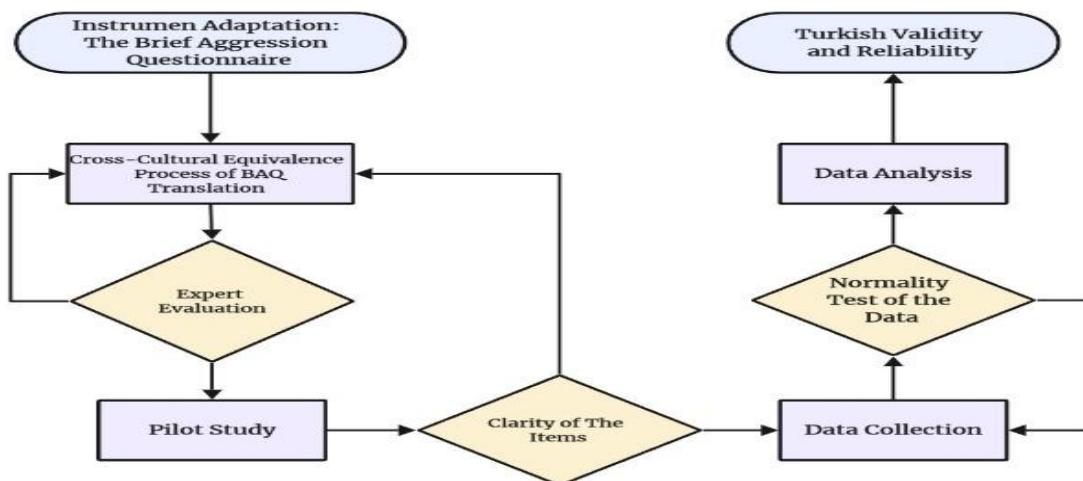 Instrumen Adaptation:
The Brief Aggression
Questionnaire
Cross-Cultural Equivalence
Process of BAQ
Translation
Expert
Evaluation
Pilot Study
Clarity of The
Items
Data Collection
Normality
Test of the
Data
Data Analysis
Turkish Validity
and Reliability